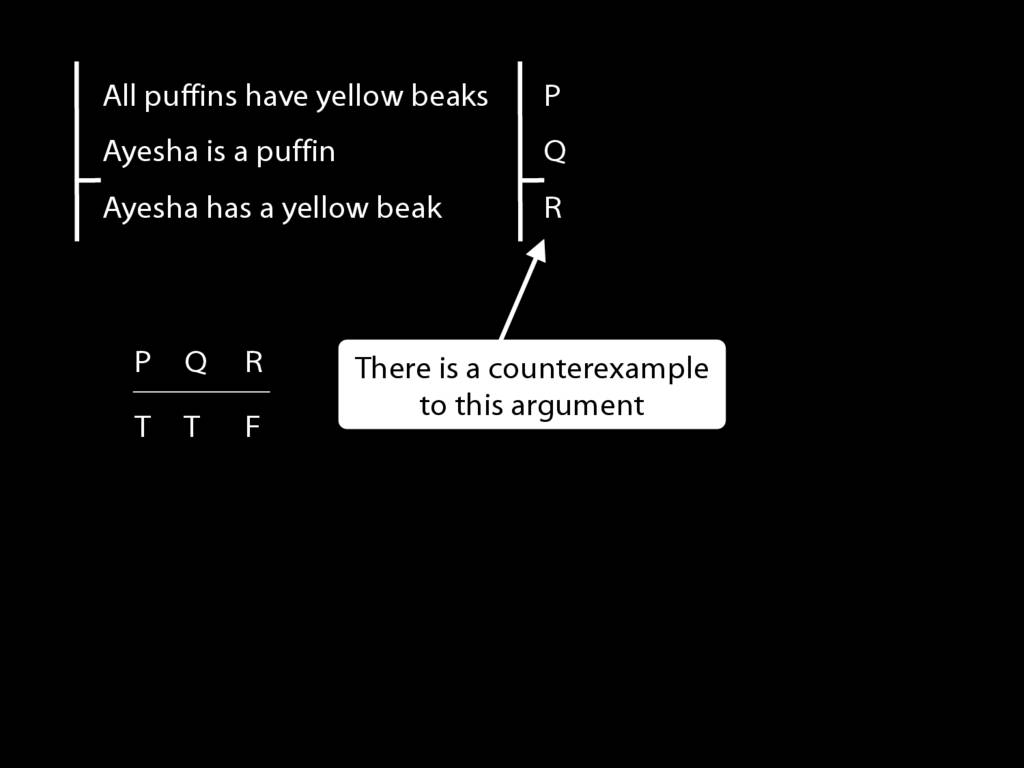 All puffins have yellow beaks
P
Ayesha is a puffin
Q
Ayesha has a yellow beak
R
P Q R
T T F
There is a counterexample
to this argument